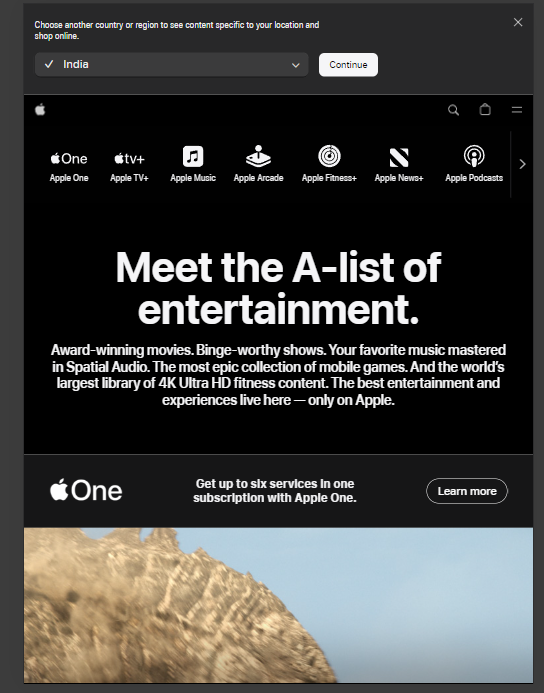 Choose another country or region to see content specific to your location and
shop online.
India
Continue
One
tv+
Apple One
Apple TV+
Apple Music
Apple Arcade
Apple Fitness+
Apple News+
Apple Podcasts
Meet the A-list of
entertainment.
Award-winning movies. Binge-worthy shows. Your favorite music mastered
in Spatial Audio. The most epic collection of mobile games. And the world's
largest library of 4K Ultra HD fitness content. The best entertainment and
experiences live here — only on Apple.
One
Get up to six services in one
subscription with Apple One.
Learn more